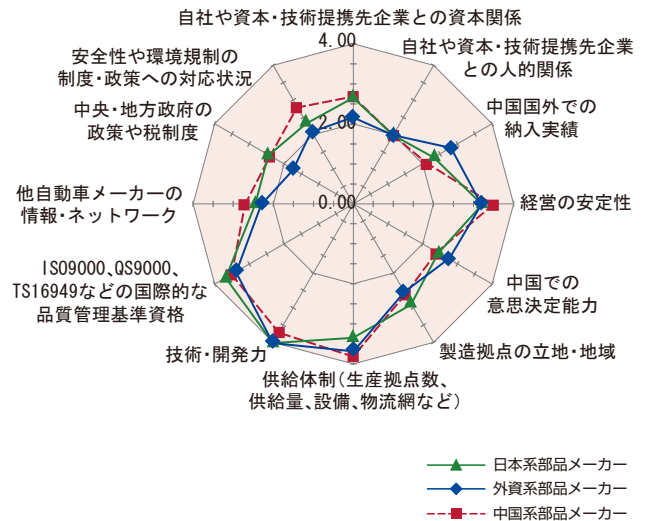 自社や資本・技術提携先企業との資本関係
4.00
自社や資本・技術提携先企業
との人的関係
安全性や環境規制の
制度・政策への対応状況
中国国外での
納入実績
中央・地方政府の
政策や税制度
2.00
他自動車メーカーの
情報・ネットワーク
0.00
経営の安定性
ISO9000、QS9000、
TS16949などの国際的な
品質管理基準資格
中国での
意思決定能力
技術・開発力
製造拠点の立地・地域
供給体制(生産拠点数、
供給量、設備、物流網など)
日本系部品メーカー
外資系部品メーカー
中国系部品メーカー